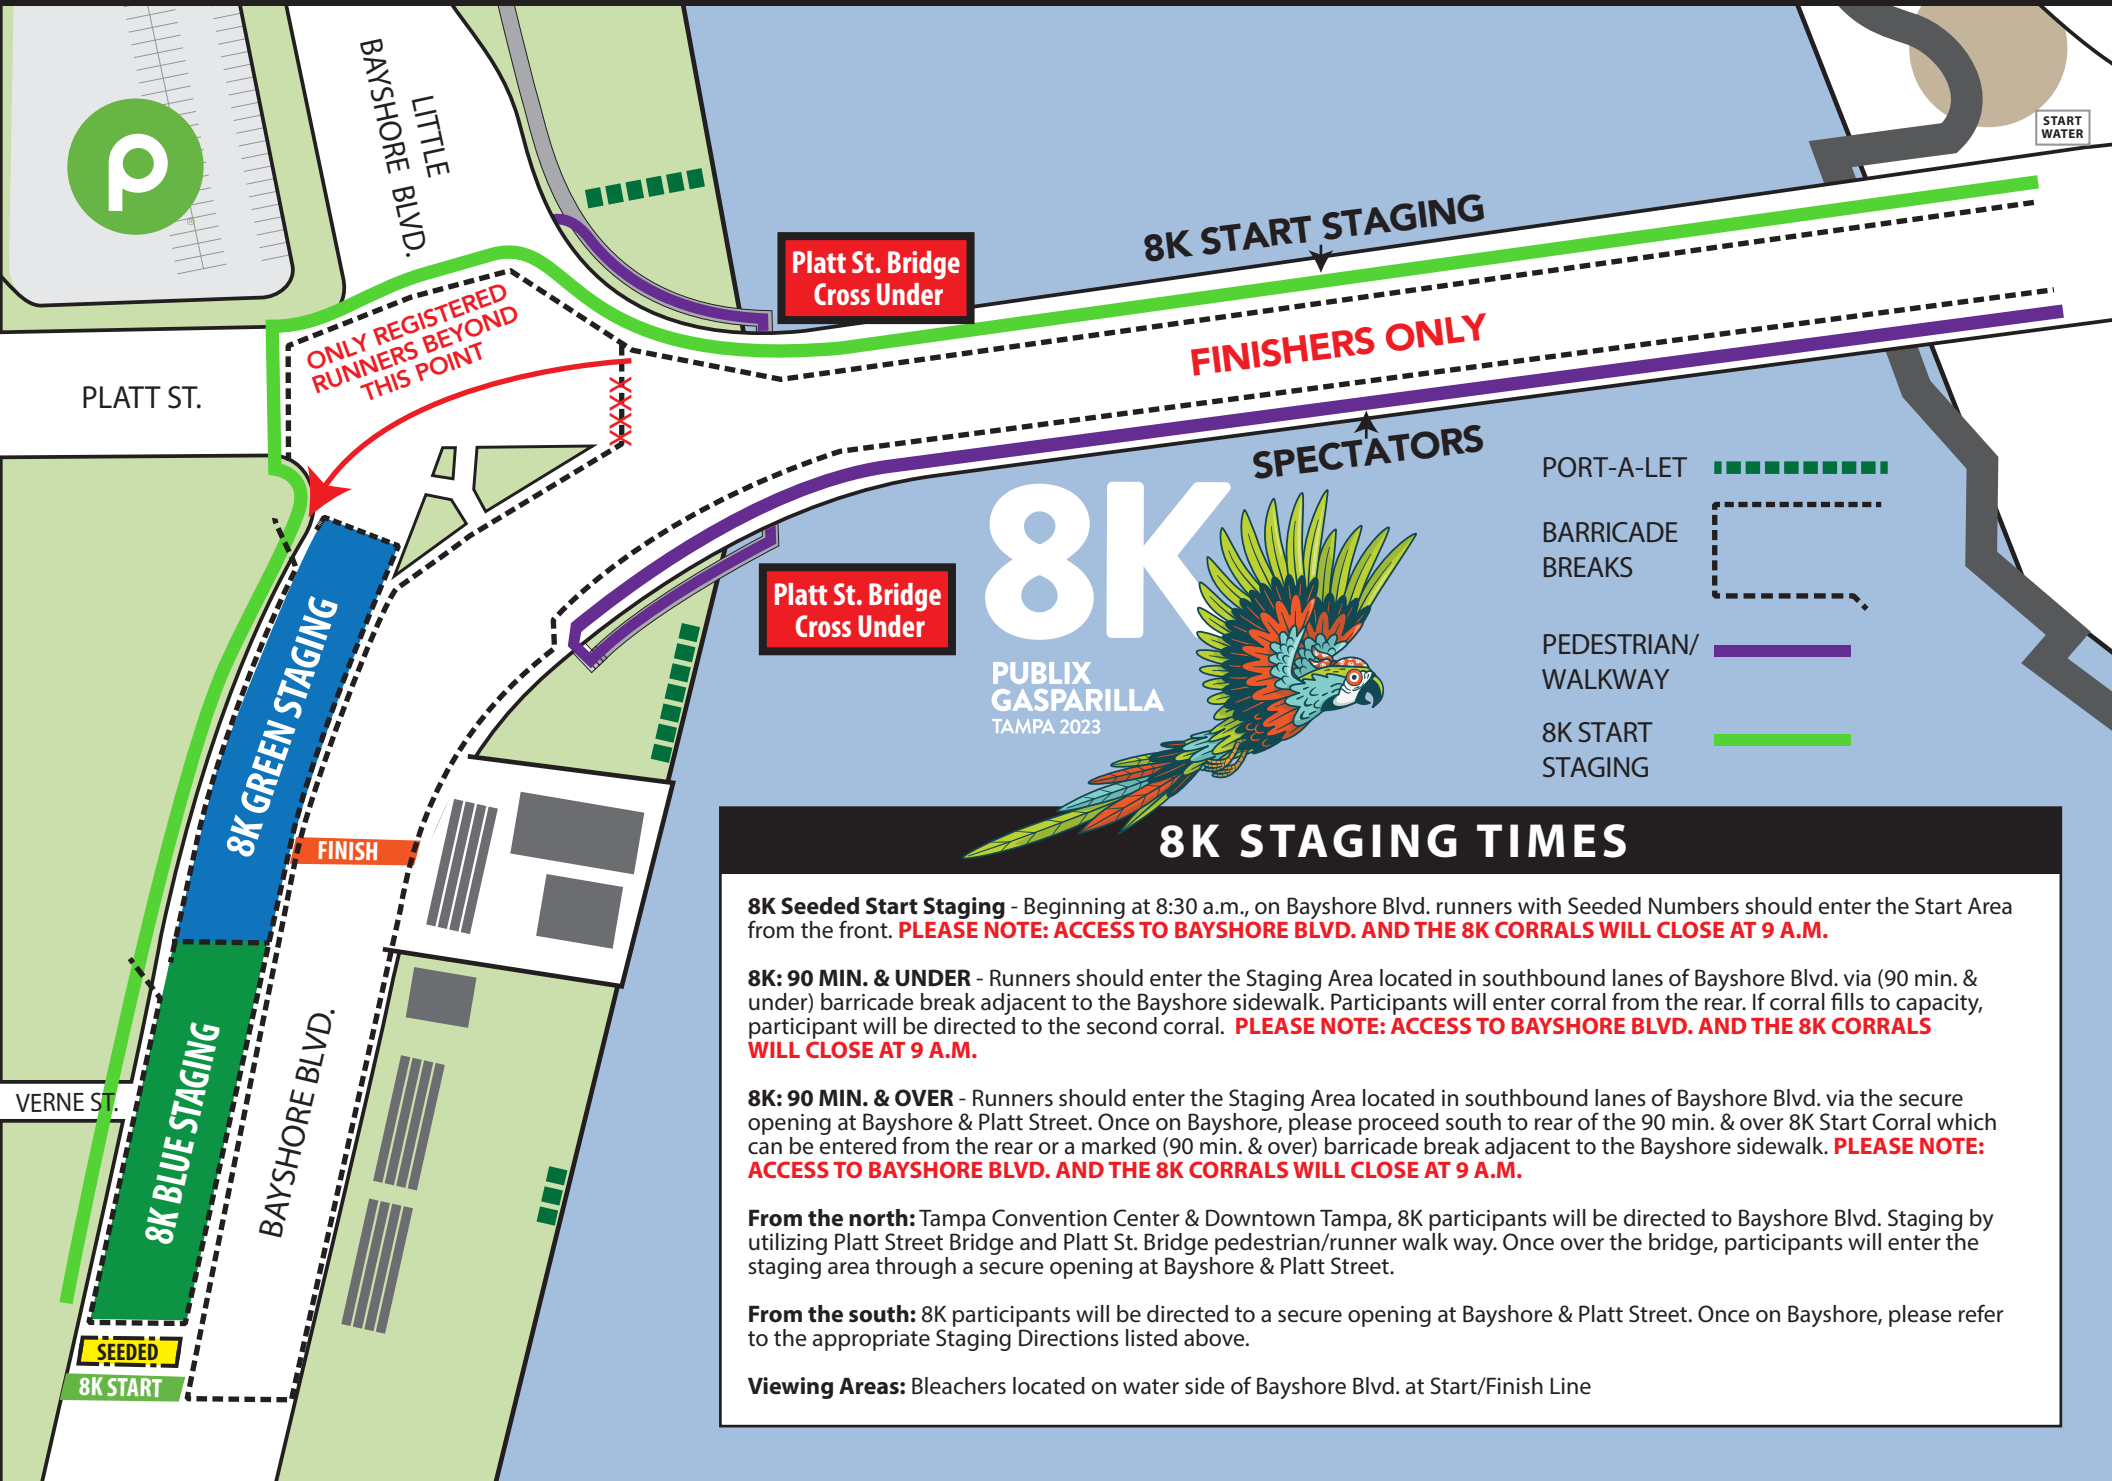 LITTLE
BAYSHORE BLVD.
START
WATER
8K START STAGING
Platt St. Bridge
Cross Under
ONLY REGISTERED
RUNNERS BEYOND
THIS POINT
FINISHERS ONLY
PLATT ST.
XXXX
SPECTATORS
PORT-A-LET
BARRICADE
BREAKS
PEDESTRIAN/
WALKWAY
8K START
STAGING
8K
PUBLIX
GASPARILLA
TAMPA 2023
Platt St. Bridge
Cross Under
8K GREEN STAGING
FINISH
8K BLUE STAGING
BAYSHORE BLVD.
VERNE ST.
SEEDED
8K START
8K STAGING TIMES
8K Seeded Start Staging - Beginning at 8:30 a.m., on Bayshore Blvd. runners with Seeded Numbers should enter the Start Area
from the front. PLEASE NOTE: ACCESS TO BAYSHORE BLVD. AND THE 8K CORRALS WILL CLOSE AT 9 A.M.
8K: 90 MIN. & UNDER - Runners should enter the Staging Area located in southbound lanes of Bayshore Blvd. via (90 min. &
under) barricade break adjacent to the Bayshore sidewalk. Participants will enter corral from the rear. If corral fills to capacity,
participant will be directed to the second corral. PLEASE NOTE: ACCESS TO BAYSHORE BLVD. AND THE 8K CORRALS
WILL CLOSE AT 9 A.M.
8K: 90 MIN. & OVER - Runners should enter the Staging Area located in southbound lanes of Bayshore Blvd. via the secure
opening at Bayshore & Platt Street. Once on Bayshore, please proceed south to rear of the 90 min. & over 8K Start Corral which
can be entered from the rear or a marked (90 min. & over) barricade break adjacent to the Bayshore sidewalk. PLEASE NOTE:
ACCESS TO BAYSHORE BLVD. AND THE 8K CORRALS WILL CLOSE AT 9 A.M.
From the north: Tampa Convention Center & Downtown Tampa, 8K participants will be directed to Bayshore Blvd. Staging by
utilizing Platt Street Bridge and Platt St. Bridge pedestrian/runner walk way. Once over the bridge, participants will enter the
staging area through a secure opening at Bayshore & Platt Street.
From the south: 8K participants will be directed to a secure opening at Bayshore & Platt Street. Once on Bayshore, please refer
to the appropriate Staging Directions listed above.
Viewing Areas: Bleachers located on water side of Bayshore Blvd. at Start/Finish Line